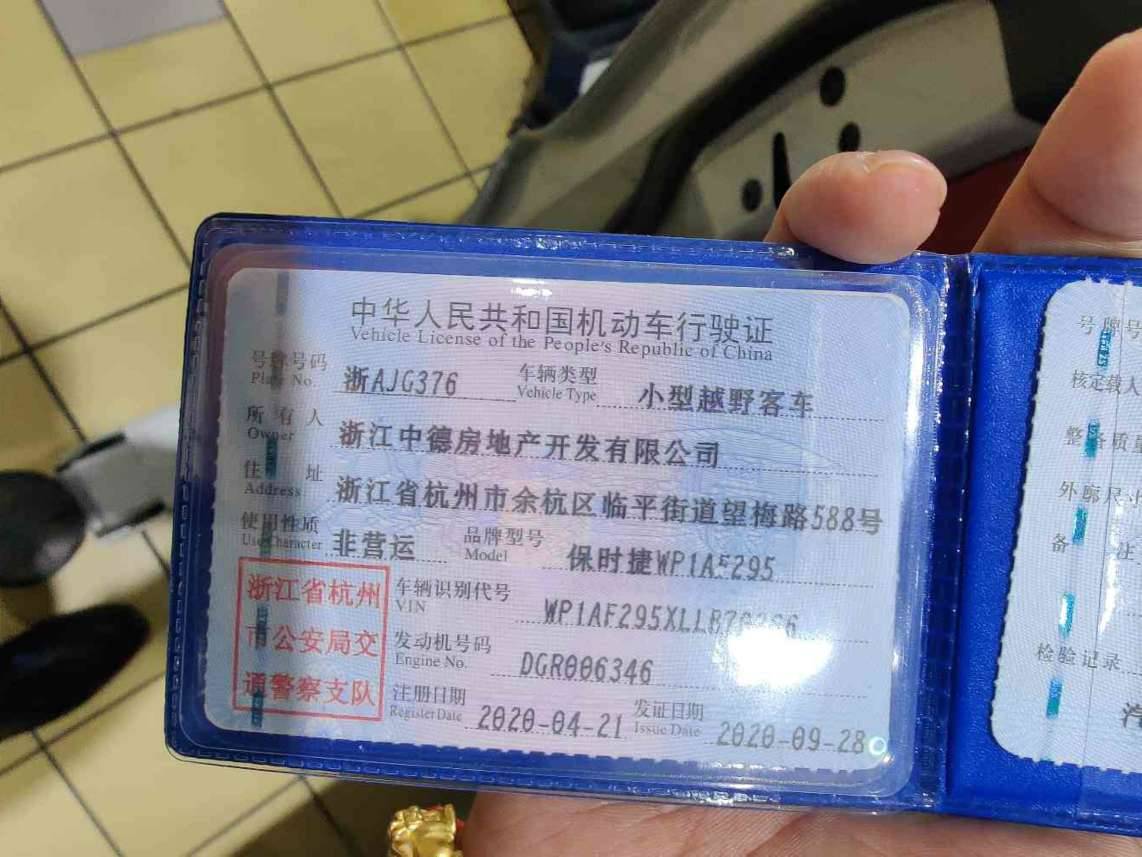 中华人民共和国机动车行驶证
Vehicle License of the People's Republic of China
号牌号码 浙AJG376 车辆类型 小型越野客车
Plate No. Vehicle Type
所有人 浙江中德房地产开发有限公司
Owner
住址 浙江省杭州市余杭区临平街道望梅路588号
Address
使用性质 非营运 品牌型号 保时捷WP1AF295
Use Character Model
浙江省杭州
市公安局交
通警察支队
车辆识别代号
VIN
发动机号码 DGR006346
Engine No.
注册日期 2020-04-21 发证日期 2020-09-28
Register Date Issue Date
号牌号
核定载人
整备质量
外廓尺寸
备注
检验记录